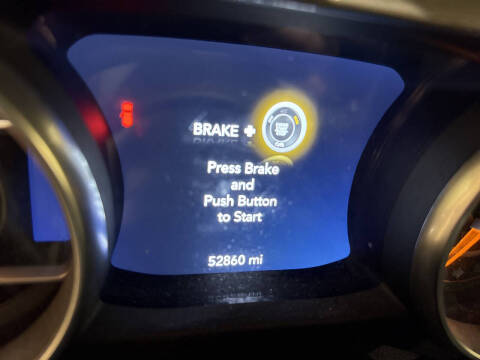 BRAKE +
Press Brake
and
Push Button
to Start
52860 mi